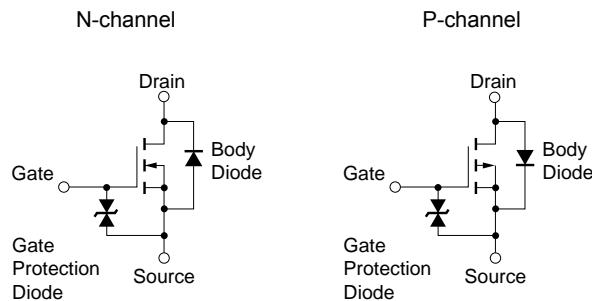 N-channel
Drain
Body
Diode
Gate
Gate
Protection
Diode
Source
P-channel
Drain
Body
Diode
Gate
Gate
Protection
Diode
Source